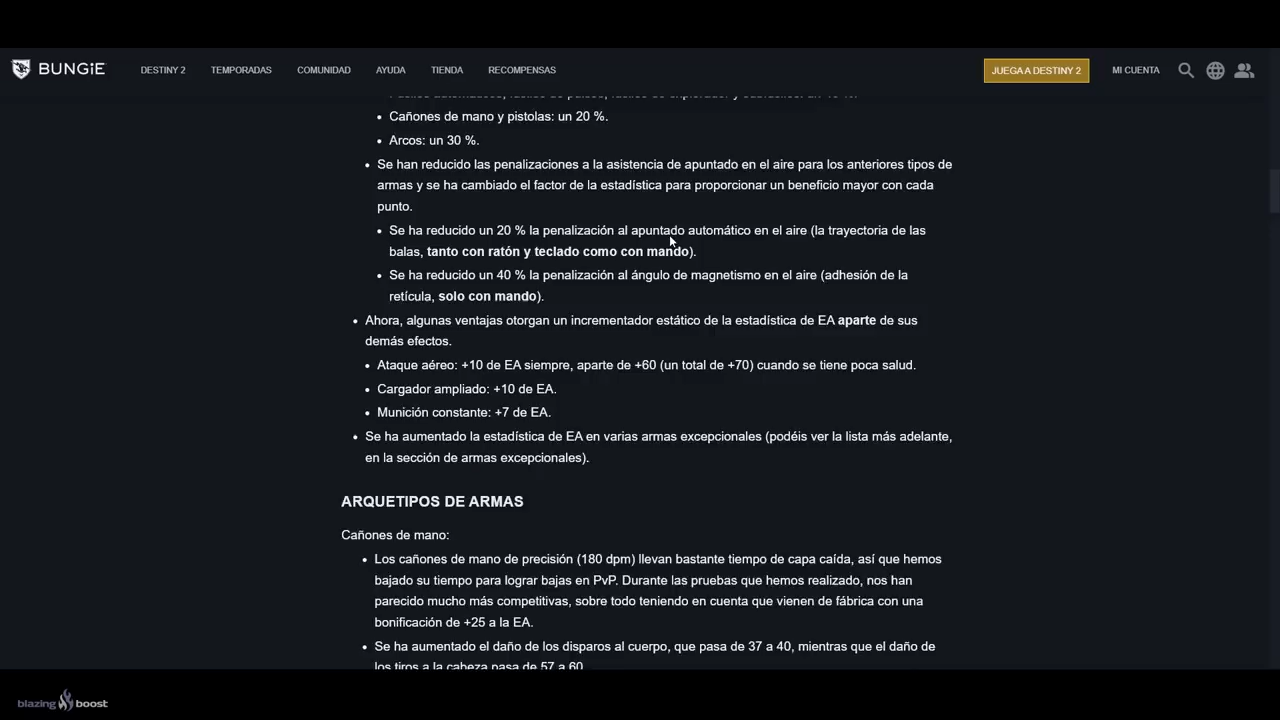 BUNGiE DESTINY 2 TEMPORADAS COMUNIDAD AYUDA TIENDA RECOMPENSAS JUEGA A DESTINY 2 MI CUENTA
• Cañones de mano y pistolas: un 20 %.
• Arcos: un 30 %.
• Se han reducido las penalizaciones a la asistencia de apuntado en el aire para los anteriores tipos de
armas y se ha cambiado el factor de la estadística para proporcionar un beneficio mayor con cada
punto.
• Se ha reducido un 20 % la penalización al apuntado automático en el aire (la trayectoria de las
balas, tanto con ratón y teclado como con mando).
• Se ha reducido un 40 % la penalización al ángulo de magnetismo en el aire (adhesión de la
retícula, solo con mando).
• Ahora, algunas ventajas otorgan un incrementador estático de la estadística de EA aparte de sus
demás efectos.
• Ataque aéreo: +10 de EA siempre, aparte de +60 (un total de +70) cuando se tiene poca salud.
• Cargador ampliado: +10 de EA.
• Munición constante: +7 de EA.
• Se ha aumentado la estadística de EA en varias armas excepcionales (podéis ver la lista más adelante,
en la sección de armas excepcionales).
ARQUETIPOS DE ARMAS
Cañones de mano:
• Los cañones de mano de precisión (180 dpm) llevan bastante tiempo de capa caída, así que hemos
bajado su tiempo para lograr bajas en PvP. Durante las pruebas que hemos realizado, nos han
parecido mucho más competitivas, sobre todo teniendo en cuenta que vienen de fábrica con una
bonificación de +25 a la EA.
• Se ha aumentado el daño de los disparos al cuerpo, que pasa de 37 a 40, mientras que el daño de
los tiros a la cabeza pasa de 57 a 60.
blazing boost